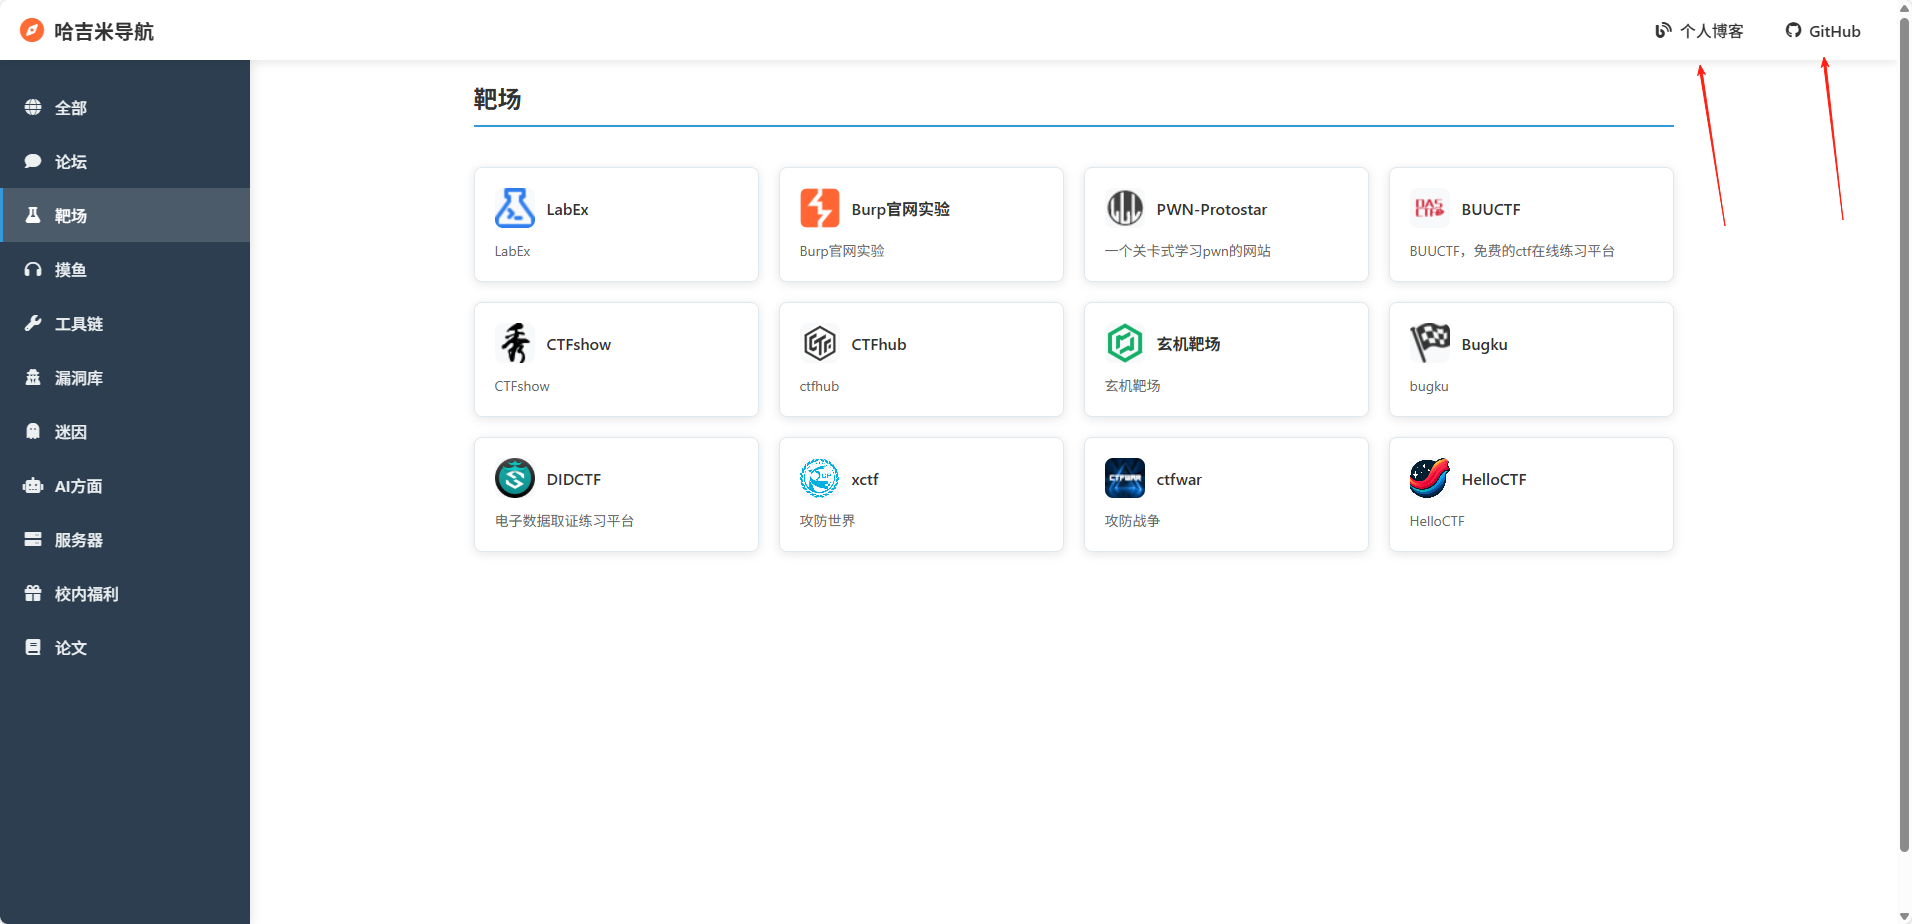 哈吉米导航
个人博客
GitHub
全部
论坛
靶场
摸鱼
工具链
漏洞库
迷因
AI方面
服务器
校内福利
论文
靶场
LabEx
LabEx
Burp官网实验
Burp官网实验
PWN-Protostar
一个关卡式学习pwn的网站
DAS
CTF
BUUCTF
BUUCTF，免费的ctf在线练习平台
秀
CTFshow
CTFshow
CTFhub
ctfhub
玄机靶场
玄机靶场
Bugku
bugku
DIDCTF
电子数据取证练习平台
xctf
攻防世界
CTFWAR
ctfwar
攻防战争
HelloCTF
HelloCTF